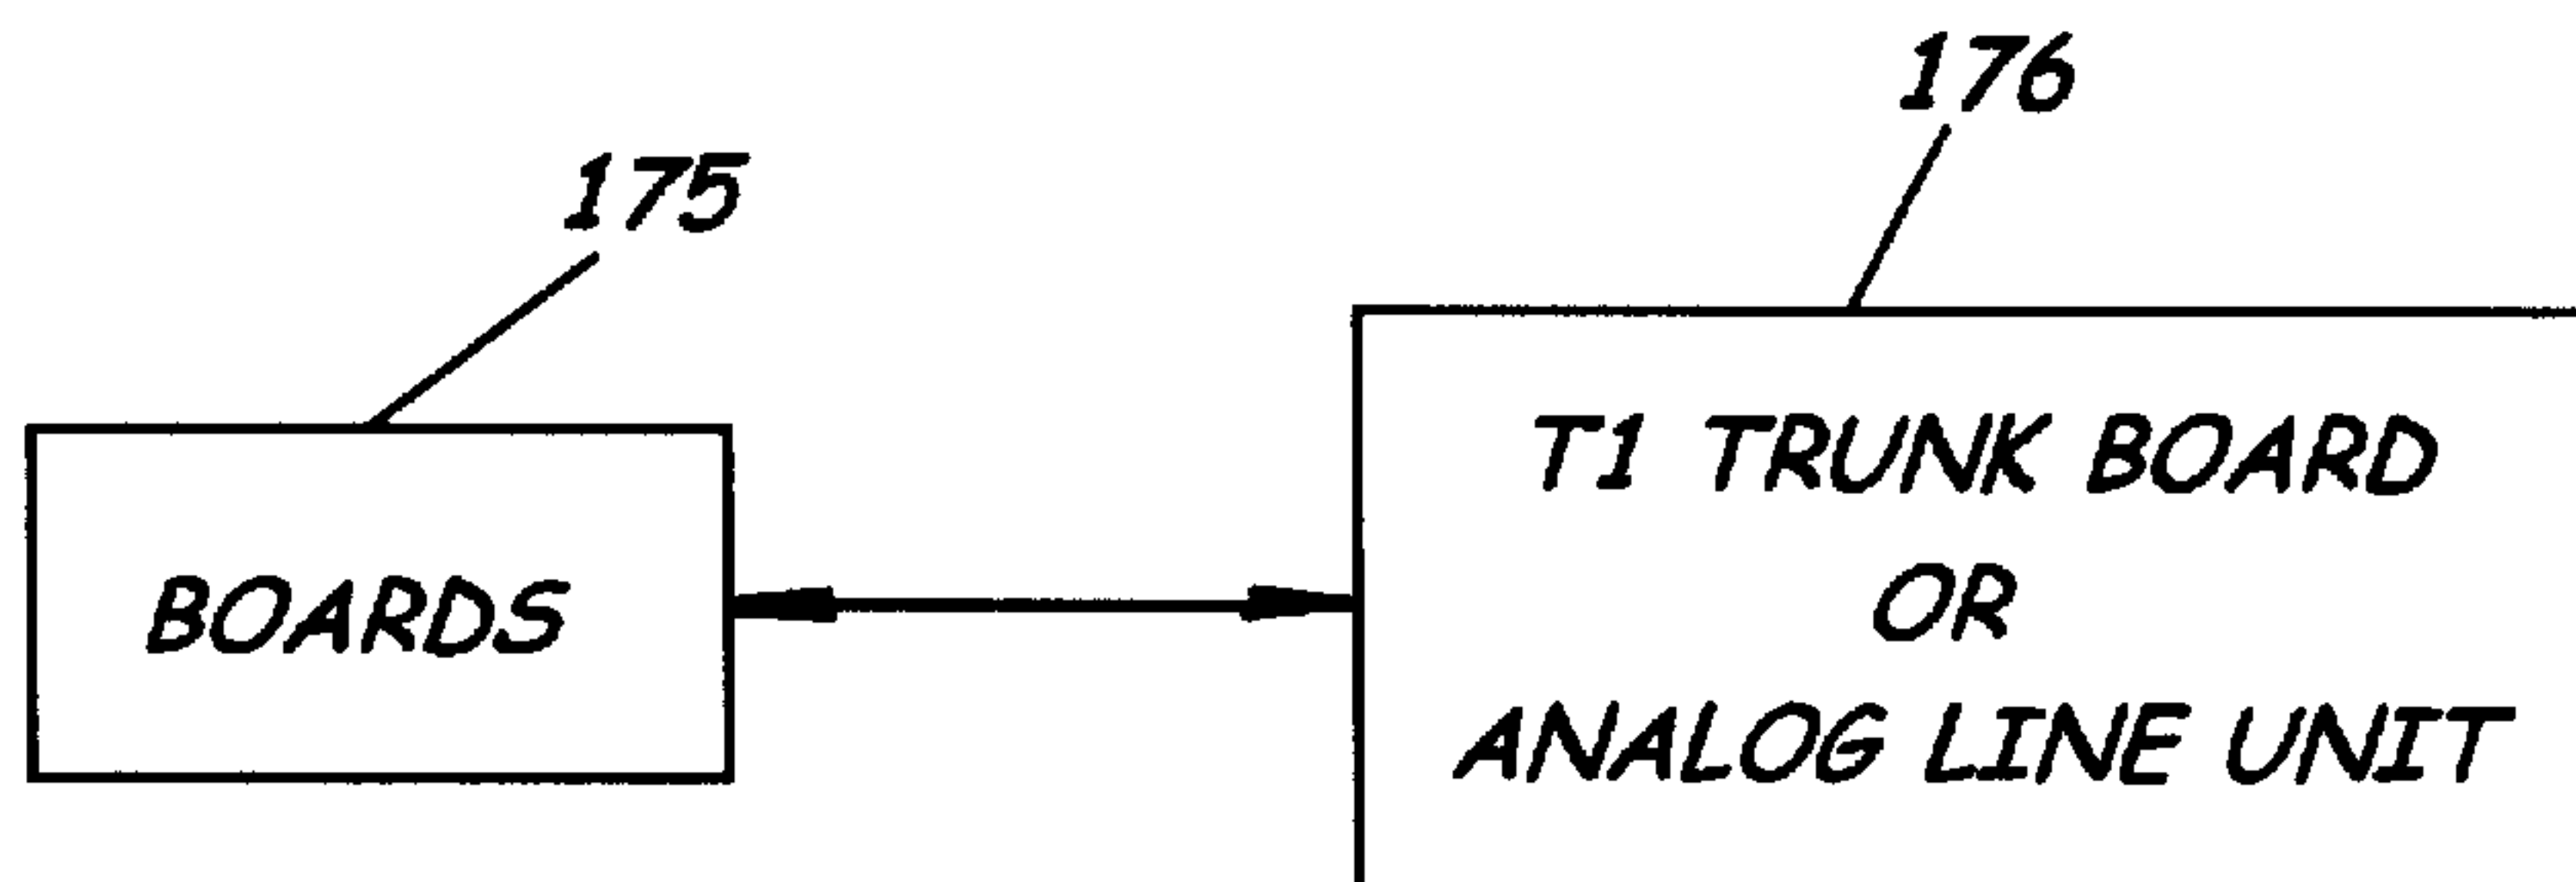 176
175
T1 TRUNK BOARD
OR
ANALOG LINE UNIT
BOARDS